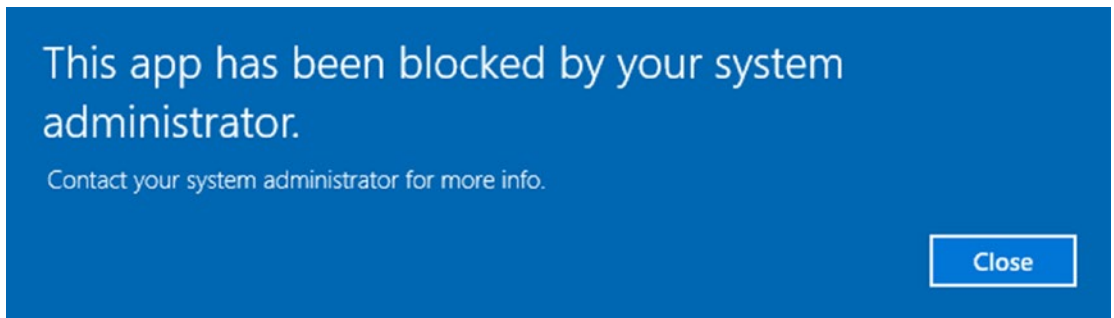 This app has been blocked by your system
administrator.
Contact your system administrator for more info.
Close